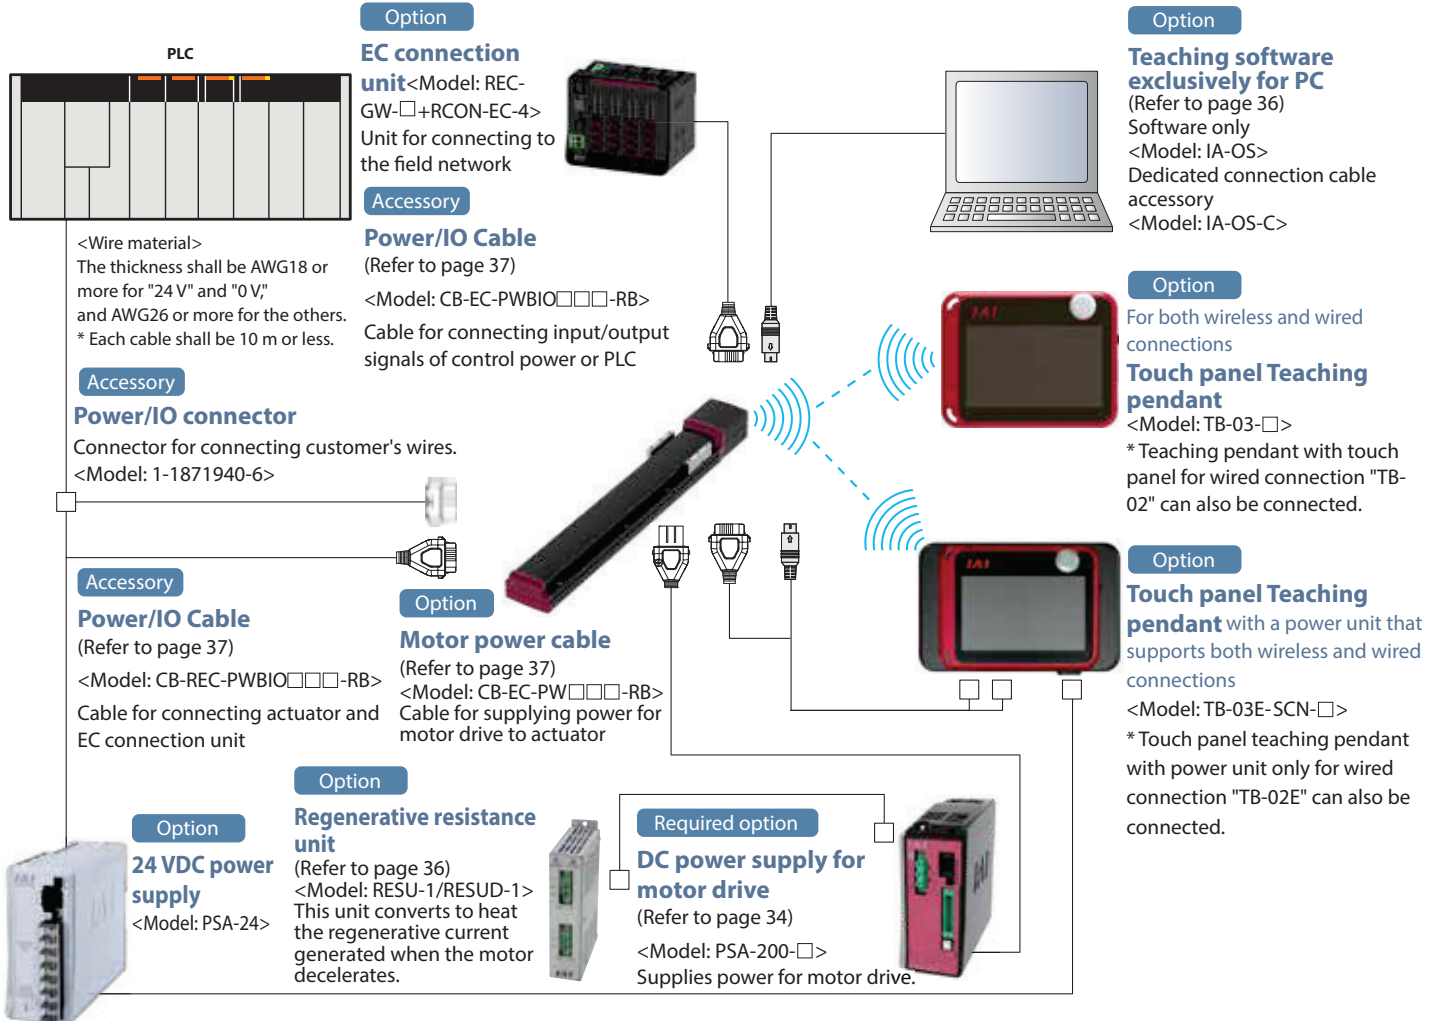 PLC
<Wire material>
The thickness shall be AWG18 or
more for "24 V" and "0 V,"
and AWG26 or more for the others.
* Each cable shall be 10 m or less.
Accessory
Power/IO connector
Connector for connecting customer's wires.
<Model: 1-1871940-6>
Accessory
Power/IO Cable
(Refer to page 37)
<Model: CB-REC-PWBIO□□□-RB>
Cable for connecting actuator and
EC connection unit
Option
EC connection
unit<Model: REC-
GW-□+RCON-EC-4>
Unit for connecting to
the field network
Accessory
Power/IO Cable
(Refer to page 37)
<Model: CB-EC-PWBIO□□□-RB>
Cable for connecting input/output
signals of control power or PLC
Option
Motor power cable
(Refer to page 37)
<Model: CB-EC-PW□□□-RB>
Cable for supplying power for
motor drive to actuator
Option
24 VDC power
supply
<Model: PSA-24>
Option
Regenerative resistance
unit
(Refer to page 36)
<Model: RESU-1/RESUD-1>
This unit converts to heat
the regenerative current
generated when the motor
decelerates.
Required option
DC power supply for
motor drive
(Refer to page 34)
<Model: PSA-200-□>
Supplies power for motor drive.
Option
Teaching software
exclusively for PC
(Refer to page 36)
Software only
<Model: IA-OS>
Dedicated connection cable
accessory
<Model: IA-OS-C>
IAI
Option
For both wireless and wired
connections
Touch panel Teaching
pendant
<Model: TB-03-□>
* Teaching pendant with touch
panel for wired connection "TB-
02" can also be connected.
IAI
Option
Touch panel Teaching
pendant with a power unit that
supports both wireless and wired
connections
<Model: TB-03E-SCN-□>
* Touch panel teaching pendant
with power unit only for wired
connection "TB-02E" can also be
connected.
IAI
IAI
IAI